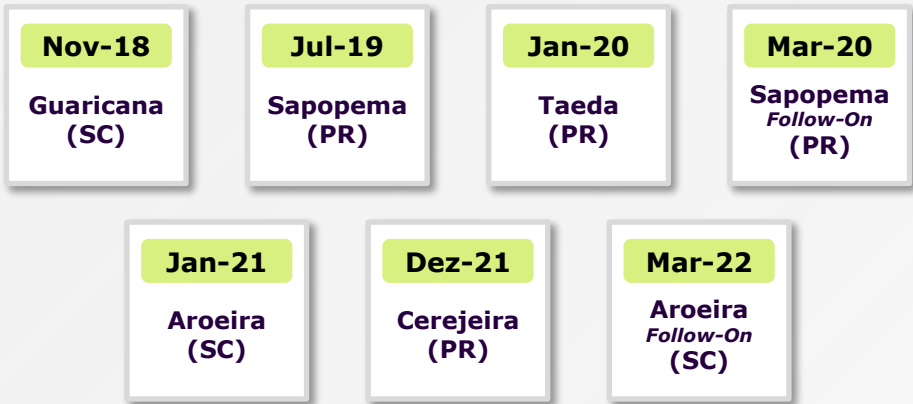 Nov-18
Guaricana
(SC)
Jul-19
Sapopema
(PR)
Jan-20
Taeda
(PR)
Mar-20
Sapopema
Follow-On
(PR)
Jan-21
Aroeira
(SC)
Dez-21
Cerejeira
(PR)
Mar-22
Aroeira
Follow-On
(SC)